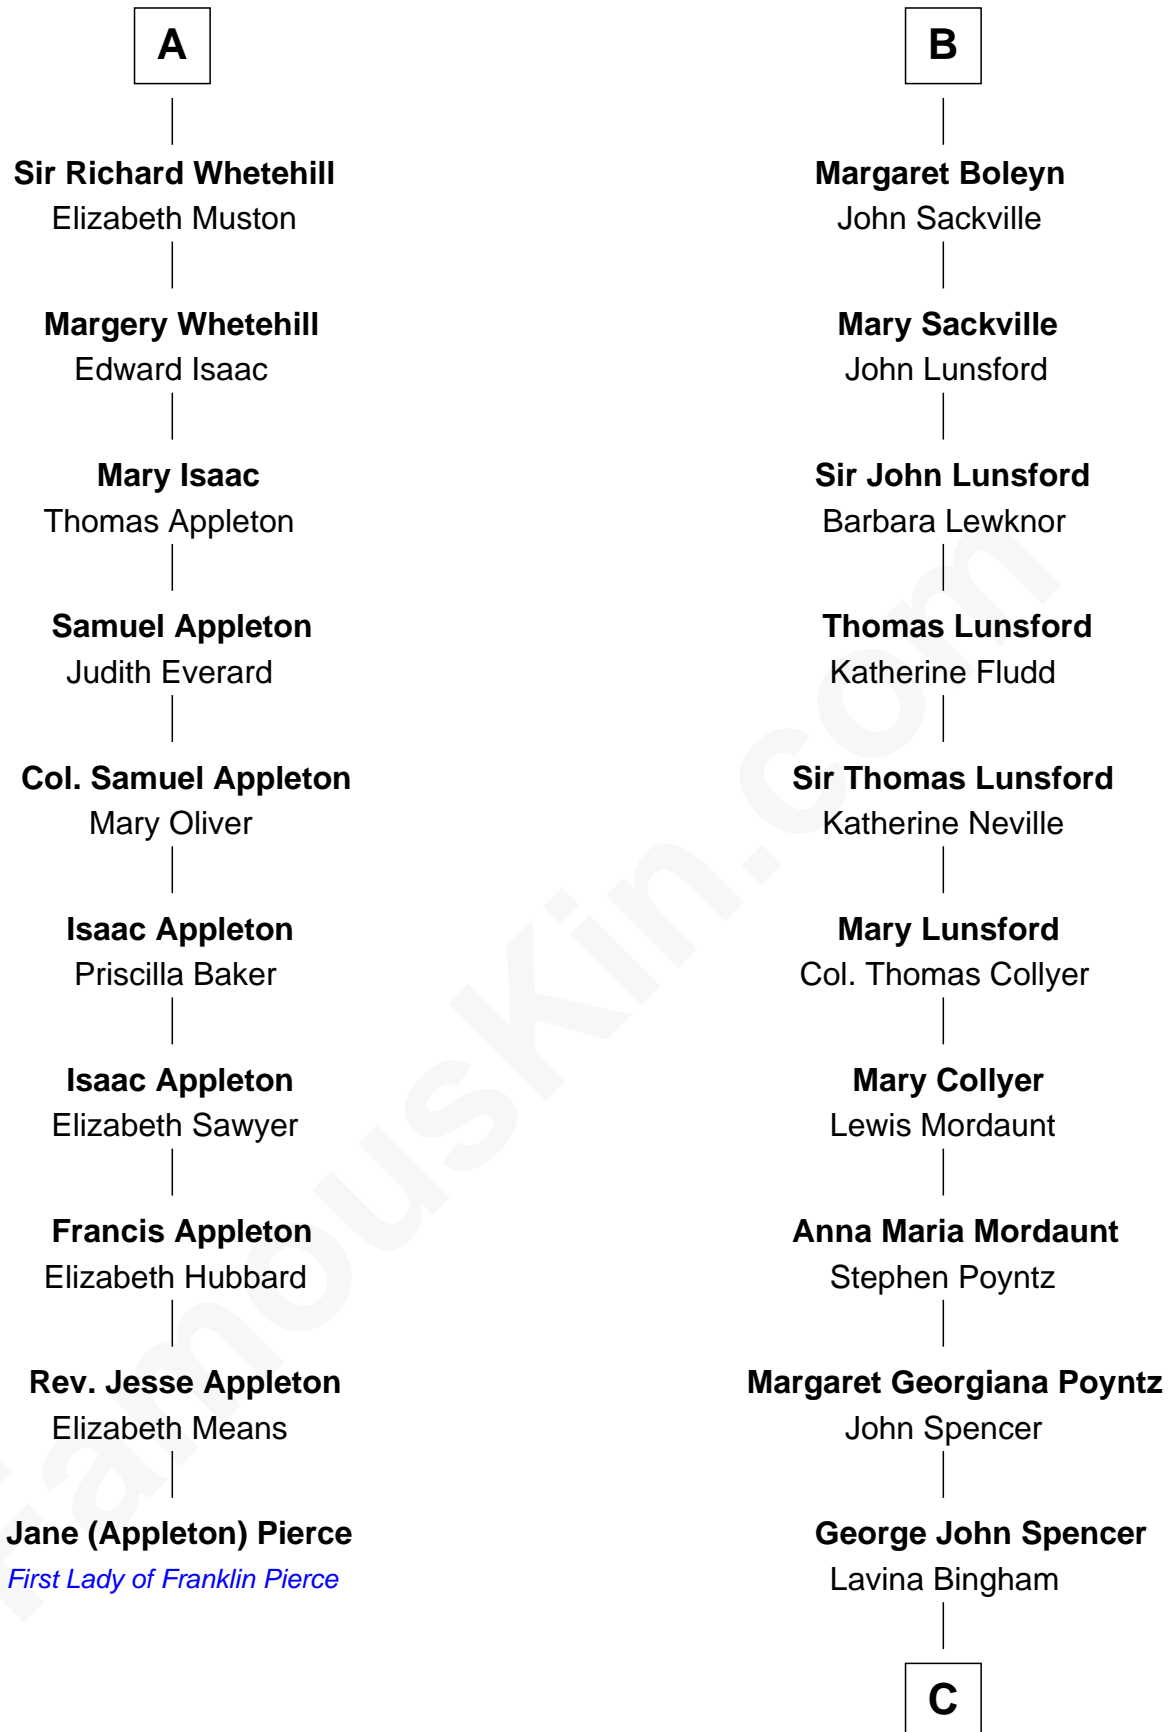 A
Sir Richard Whetehill
Elizabeth Muston
Margery Whetehill
Edward Isaac
Mary Isaac
Thomas Appleton
Samuel Appleton
Judith Everard
Col. Samuel Appleton
Mary Oliver
Isaac Appleton
Priscilla Baker
Isaac Appleton
Elizabeth Sawyer
Francis Appleton
Elizabeth Hubbard
Rev. Jesse Appleton
Elizabeth Means
Jane (Appleton) Pierce
First Lady of Franklin Pierce
B
Margaret Boleyn
John Sackville
Mary Sackville
John Lunsford
Sir John Lunsford
Barbara Lewknor
Thomas Lunsford
Katherine Fludd
Sir Thomas Lunsford
Katherine Neville
Mary Lunsford
Col. Thomas Collyer
Mary Collyer
Lewis Mordaunt
Anna Maria Mordaunt
Stephen Poyntz
Margaret Georgiana Poyntz
John Spencer
George John Spencer
Lavina Bingham
C
FamousKin.com